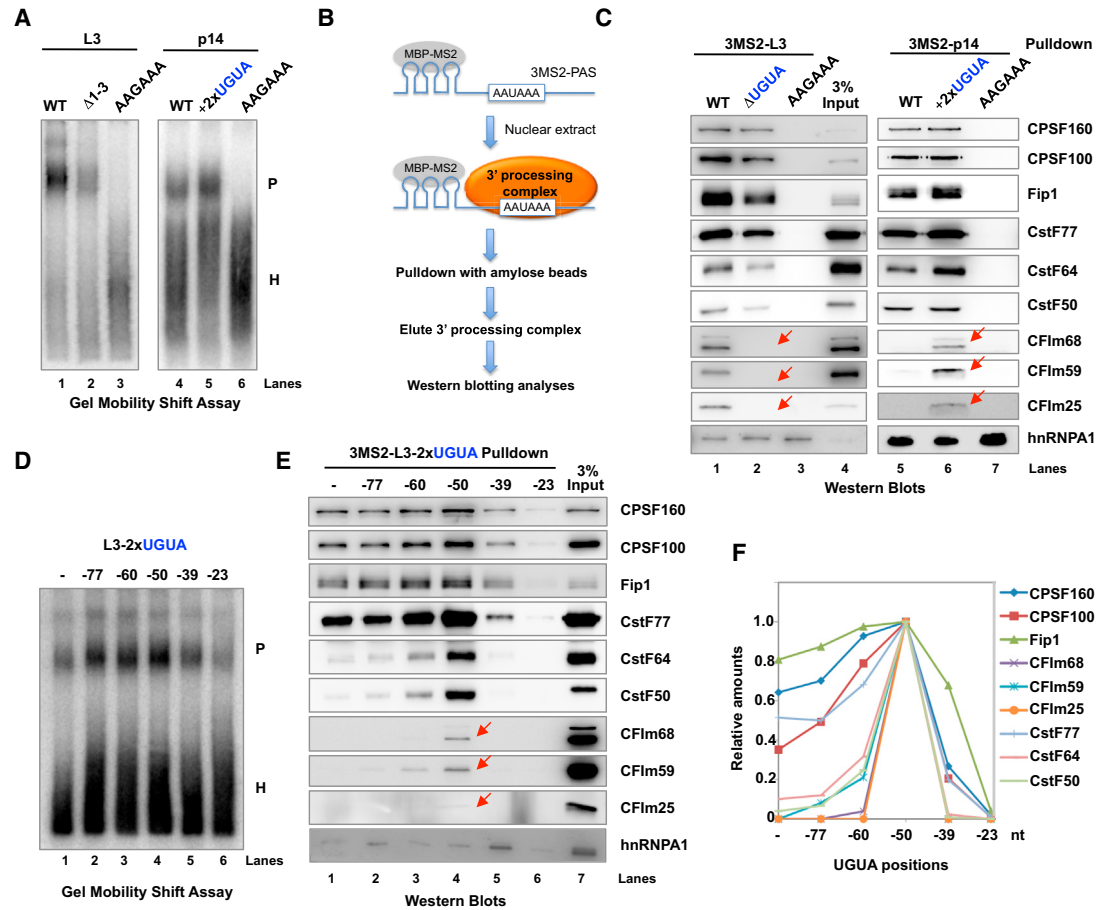 A
L3
p14
WT
Δ1-3
AAGAAA
WT
+2xUGUA
AAGAAA
P
H
1 2 3 4 5 6 Lanes
Gel Mobility Shift Assay
B
MBP-MS2
3MS2-PAS
AAUAAA
Nuclear extract
MBP-MS2
3' processing
complex
AAUAAA
Pulldown with amylose beads
Elute 3' processing complex
Western blotting analyses
C
3MS2-L3
3MS2-p14
Pulldown
WT
ΔUGUA
AAGAAA
3%
Input
WT
+2xUGUA
AAGAAA
CPSF160
CPSF100
Fip1
CstF77
CstF64
CstF50
CFIm68
CFIm59
CFIm25
hnRNPA1
1 2 3 4 5 6 7 Lanes
Western Blots
D
L3-2xUGUA
- -77 -60 -50 -39 -23
P
H
1 2 3 4 5 6 Lanes
Gel Mobility Shift Assay
E
3MS2-L3-2xUGUA Pulldown
3%
Input
- -77 -60 -50 -39 -23
CPSF160
CPSF100
Fip1
CstF77
CstF64
CstF50
CFIm68
CFIm59
CFIm25
hnRNPA1
1 2 3 4 5 6 7 Lanes
Western Blots
F
Relative amounts
1.0
0.8
0.6
0.4
0.2
0
- -77 -60 -50 -39 -23 nt
UGUA positions
CPSF160
CPSF100
Fip1
CFIm68
CFIm59
CFIm25
CstF77
CstF64
CstF50